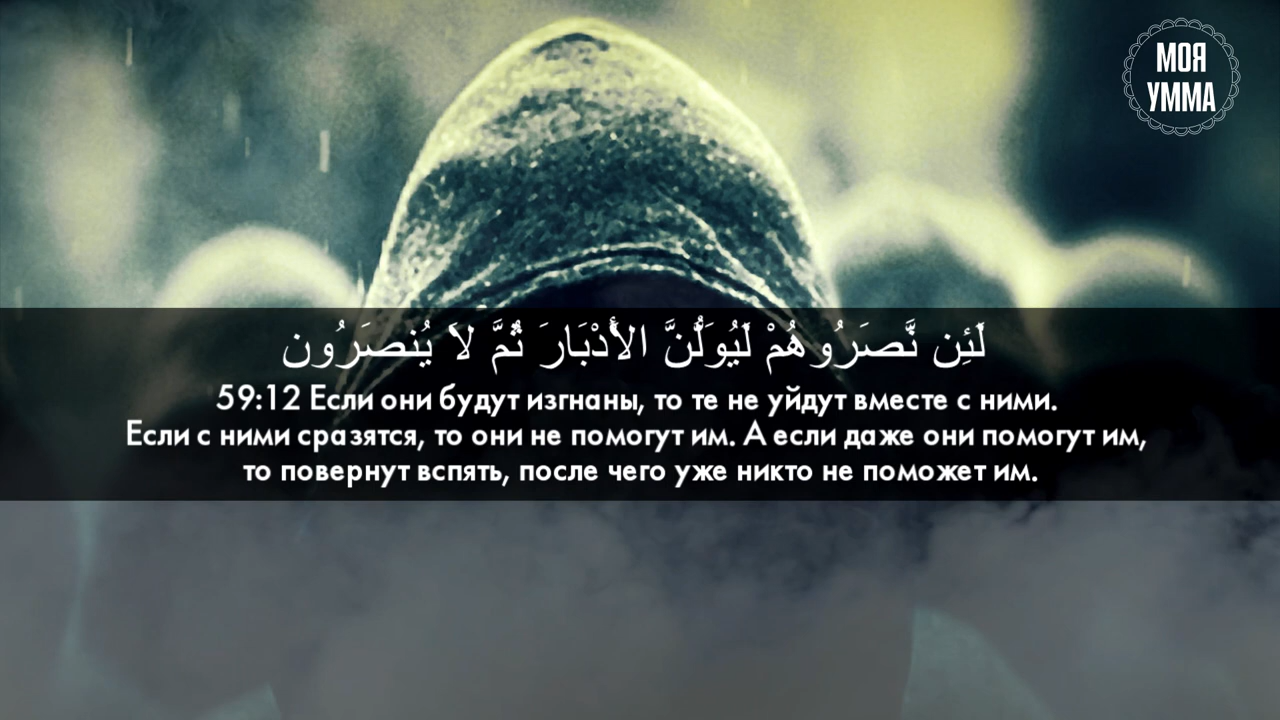 МОЯ
УММА
لَئِن نَّصَرُوهُمْ لَيُوَلُّنَّ الأَدْبَارَ ثُمَّ لاَ يُنصَرُون
59:12 Если они будут изгнаны, то те не уйдут вместе с ними.
Если с ними сразятся, то они не помогут им. А если даже они помогут им,
то повернут вспять, после чего уже никто не поможет им.